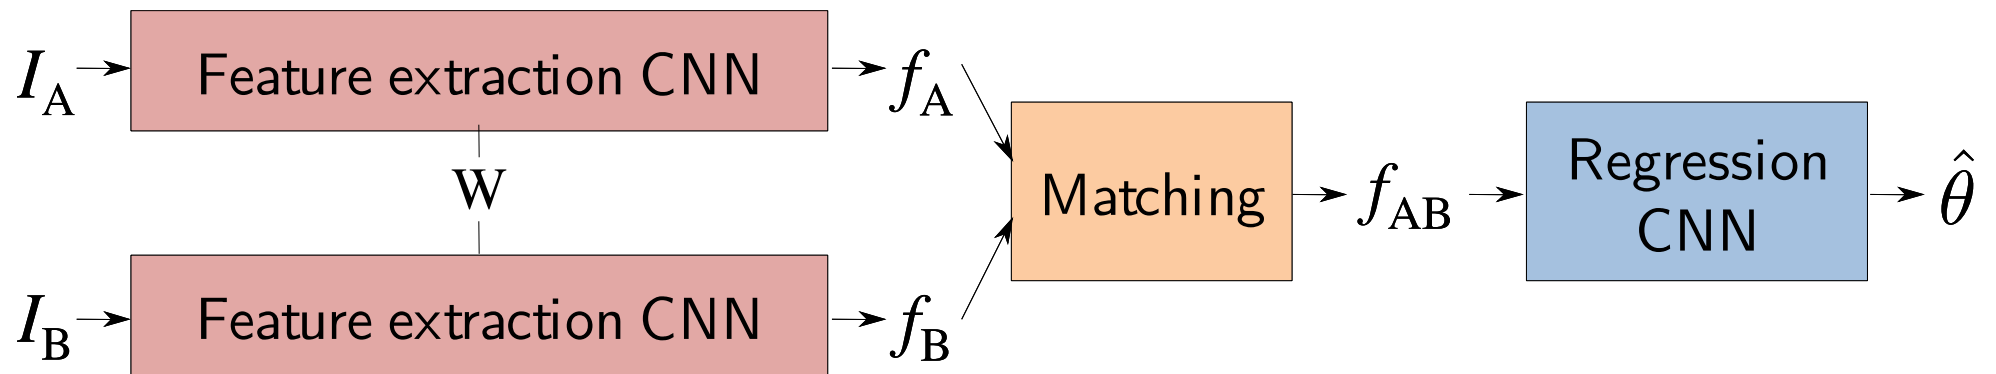 I_A Feature extraction CNN f_A
W
Matching f_AB Regression CNN θ̂
I_B Feature extraction CNN f_B